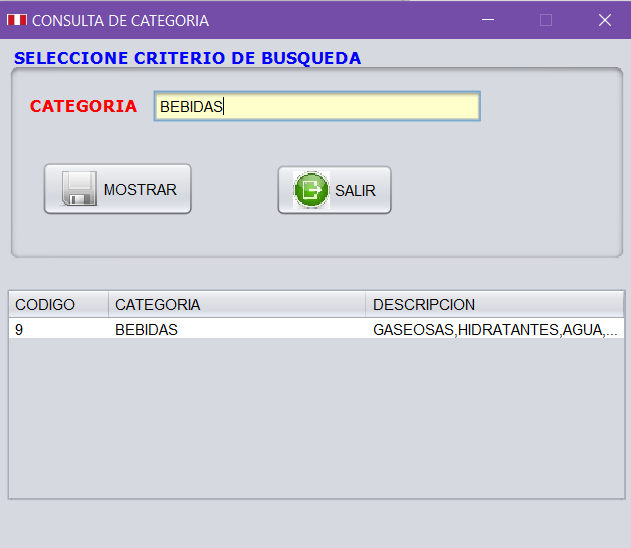 CONSULTA DE CATEGORIA
SELECCIONE CRITERIO DE BUSQUEDA
CATEGORIA BEBIDAS
MOSTRAR SALIR
CODIGO CATEGORIA DESCRIPCION
9 BEBIDAS GASEOSAS,HIDRATANTES,AGUA,...